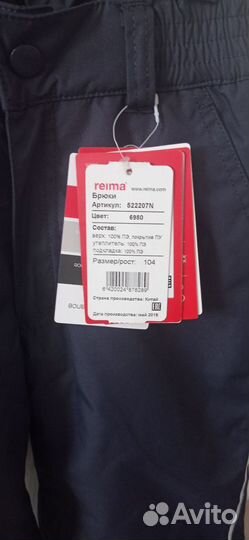 reima
www.reima.com
Брюки
Артикул: 522207N
Цвет: 6980
Состав:
верх: 100% ПЭ, покрытие ПУ
утеплитель: 100% ПЭ
подкладка: 100% ПЭ
Размер/рост: 104
Страна производства: Китай
EAC
Дата производства: май 2018
Avito